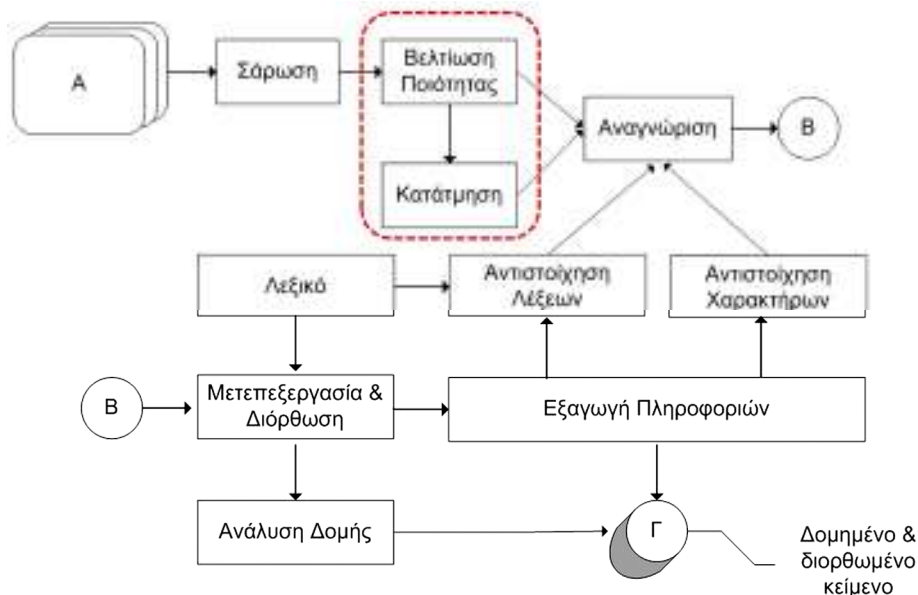 Α
Σάρωση
Βελτίωση
Ποιότητας
Αναγνώριση
Β
Κατάτμηση
Λεξικό
Αντιστοίχηση
Λέξεων
Αντιστοίχηση
Χαρακτήρων
Β
Μετεπεξεργασία &
Διόρθωση
Εξαγωγή Πληροφοριών
Ανάλυση Δομής
Γ
Δομημένο &
διορθωμένο
κείμενο